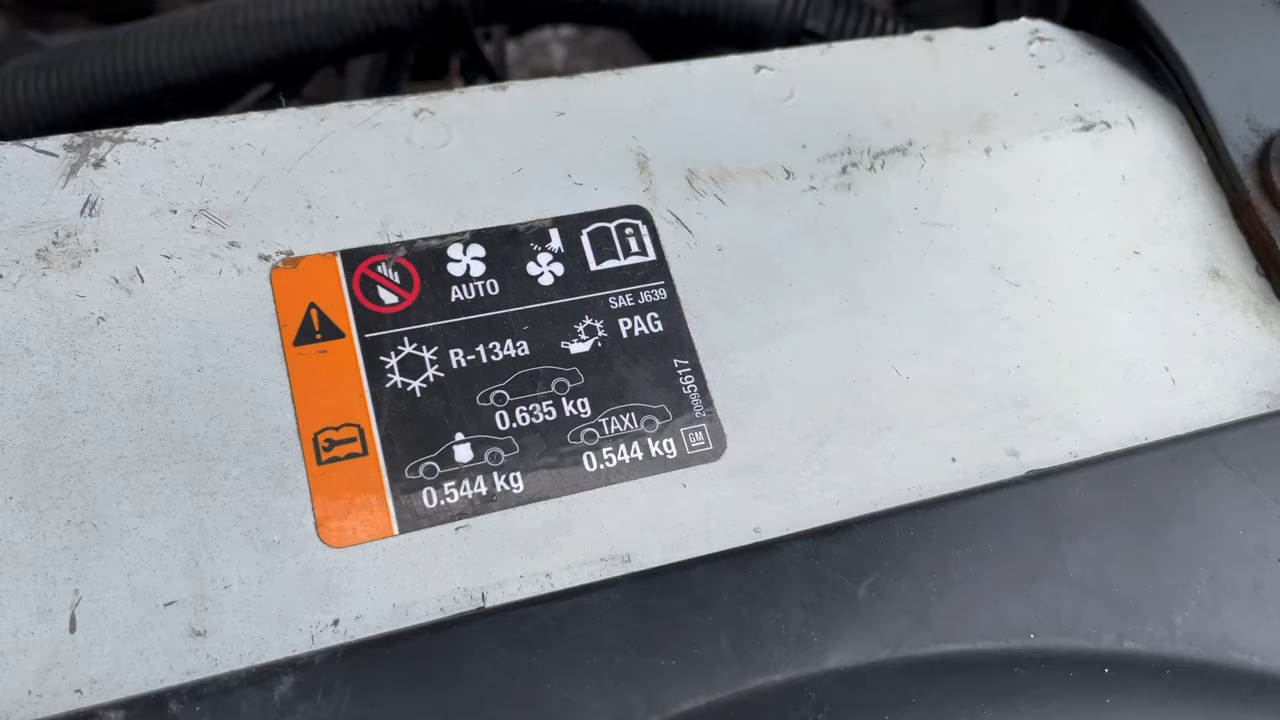 AUTO
SAE J639
R-134a
PAG
0.635 kg
TAXI
0.544 kg
0.544 kg
GM
20995617